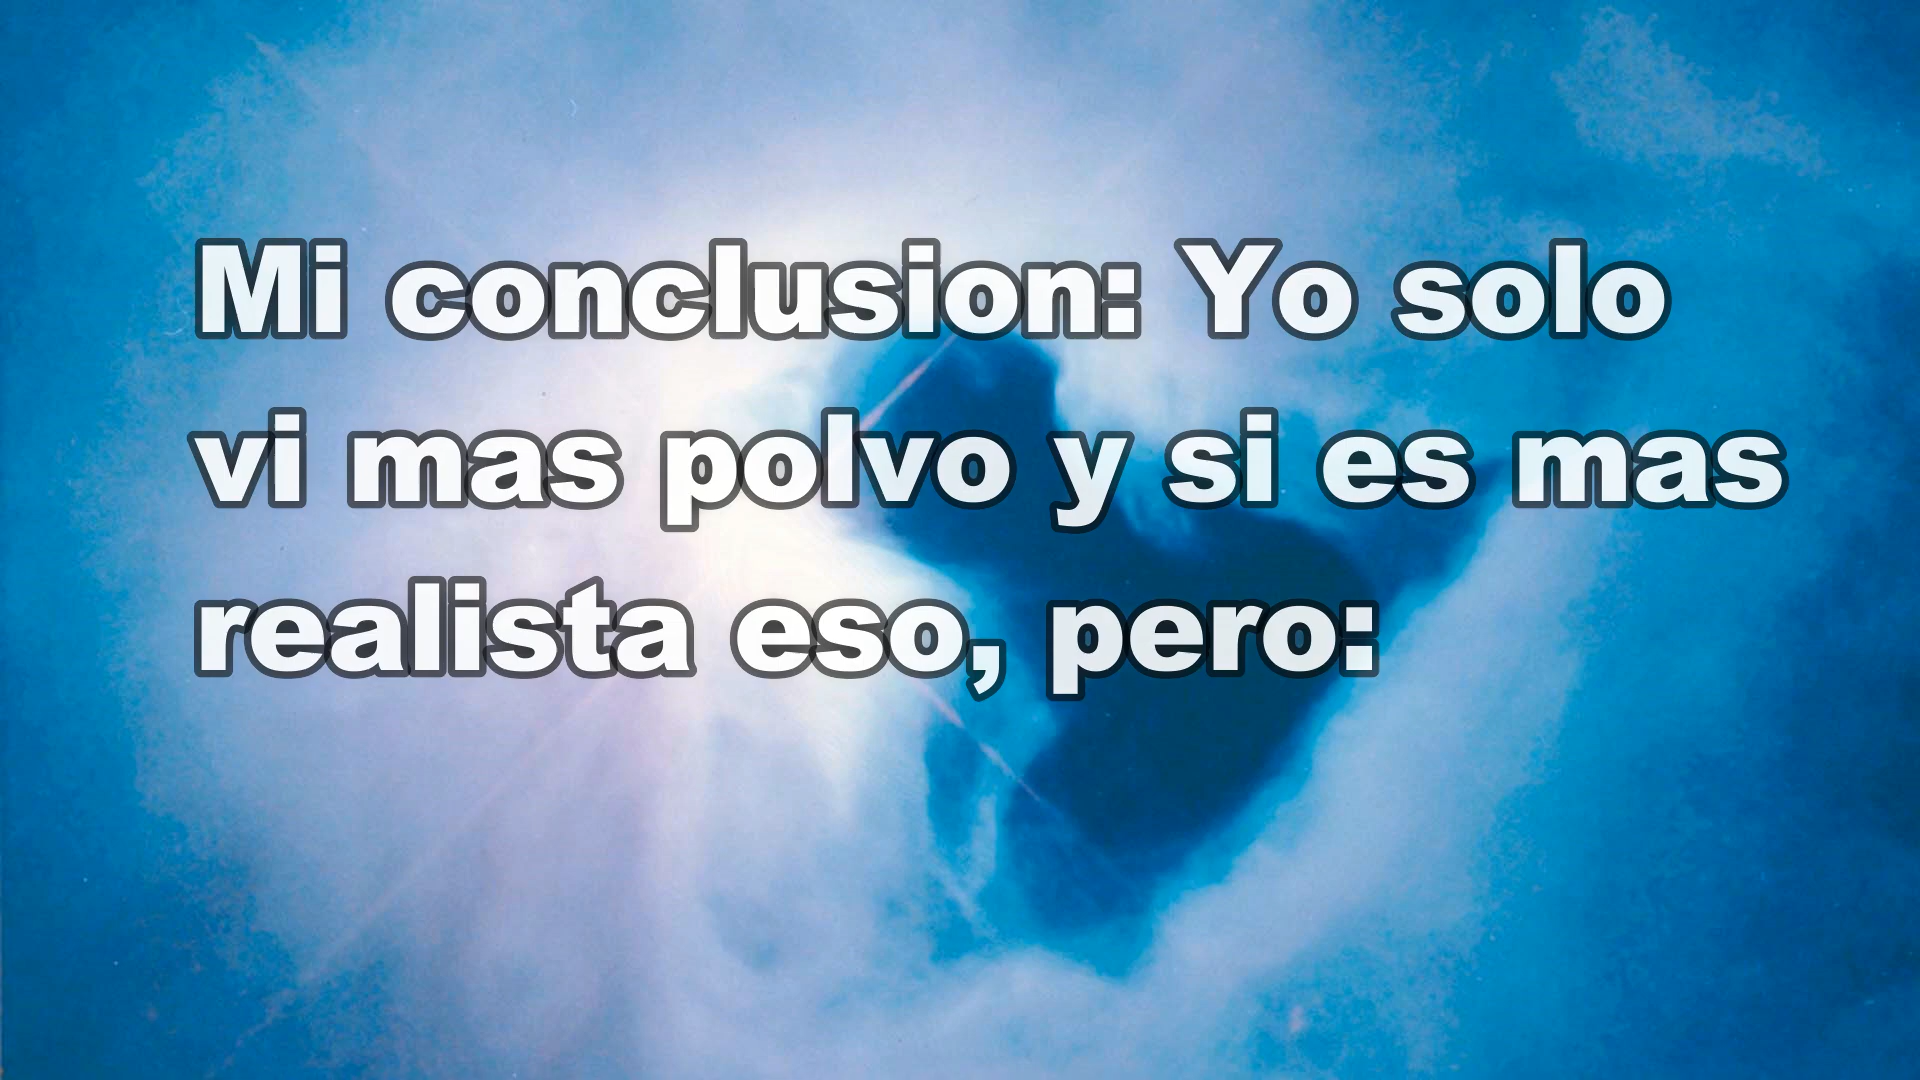 Mi conclusion: Yo solo
vi mas polvo y si es mas
realista eso, pero: